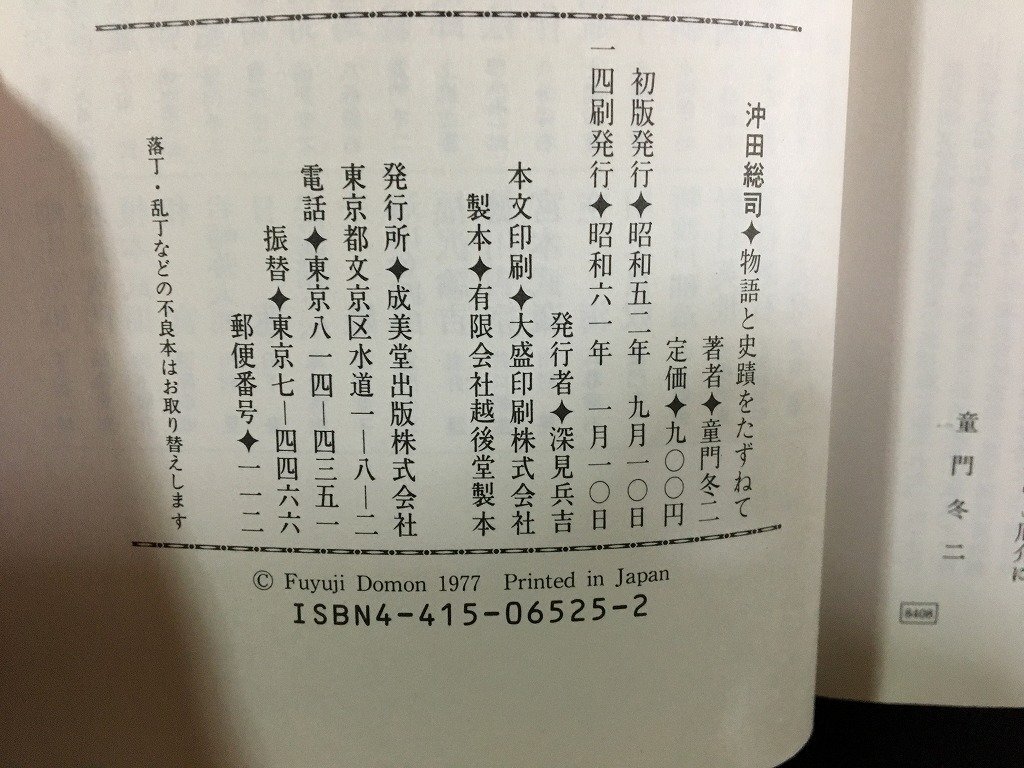 沖田総司✦物語と史蹟をたずねて
著者✦童門冬二
定価✦九〇〇円
初版発行✦昭和五二年 九月一〇日
一四刷発行✦昭和六一年 一月一〇日
発行者✦深見兵吉
本文印刷✦大盛印刷株式会社
製本✦有限会社越後堂製本
発行所✦成美堂出版株式会社
東京都文京区水道一—八—二
電話✦東京八一四—四三五一
振替✦東京七—四四六六
郵便番号✦一一二
落丁・乱丁などの不良本はお取り替えします
© Fuyuji Domon 1977 Printed in Japan
ISBN4-415-06525-2
童門冬二
8408